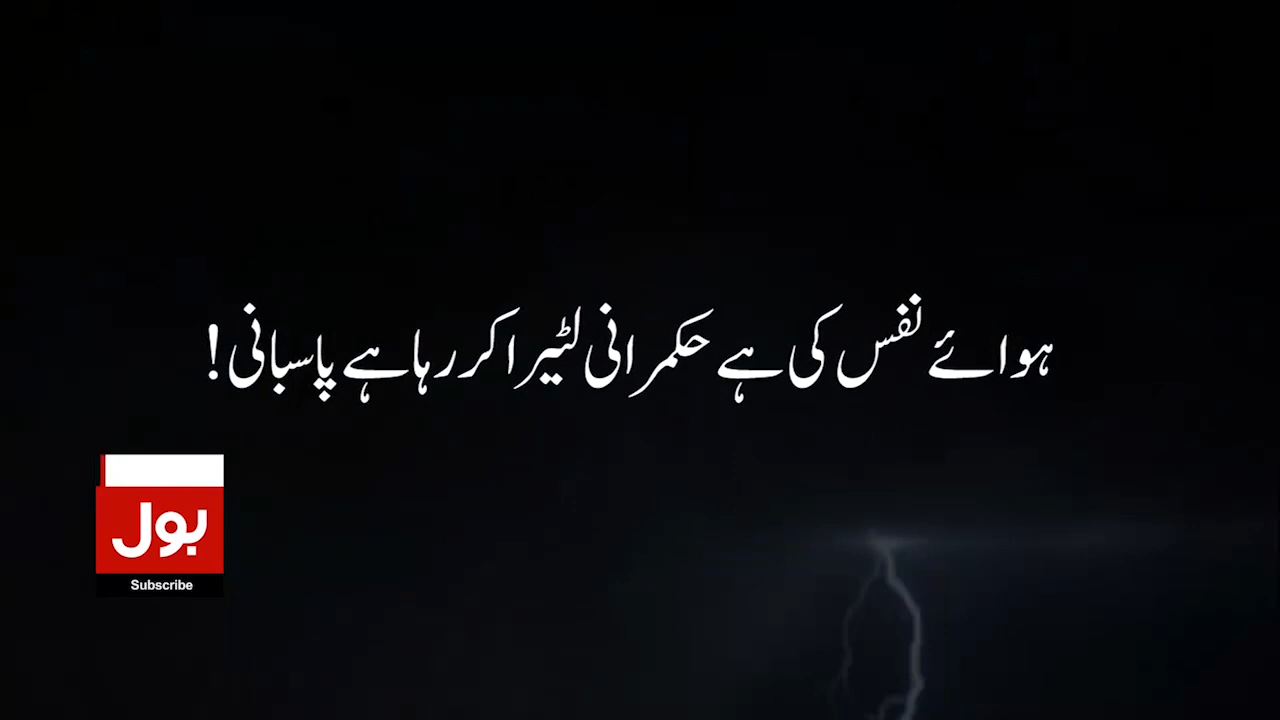 ہوائے نفس کی ہے حکمرانی لٹیرا کر رہا ہے پاسبانی!
بول
Subscribe